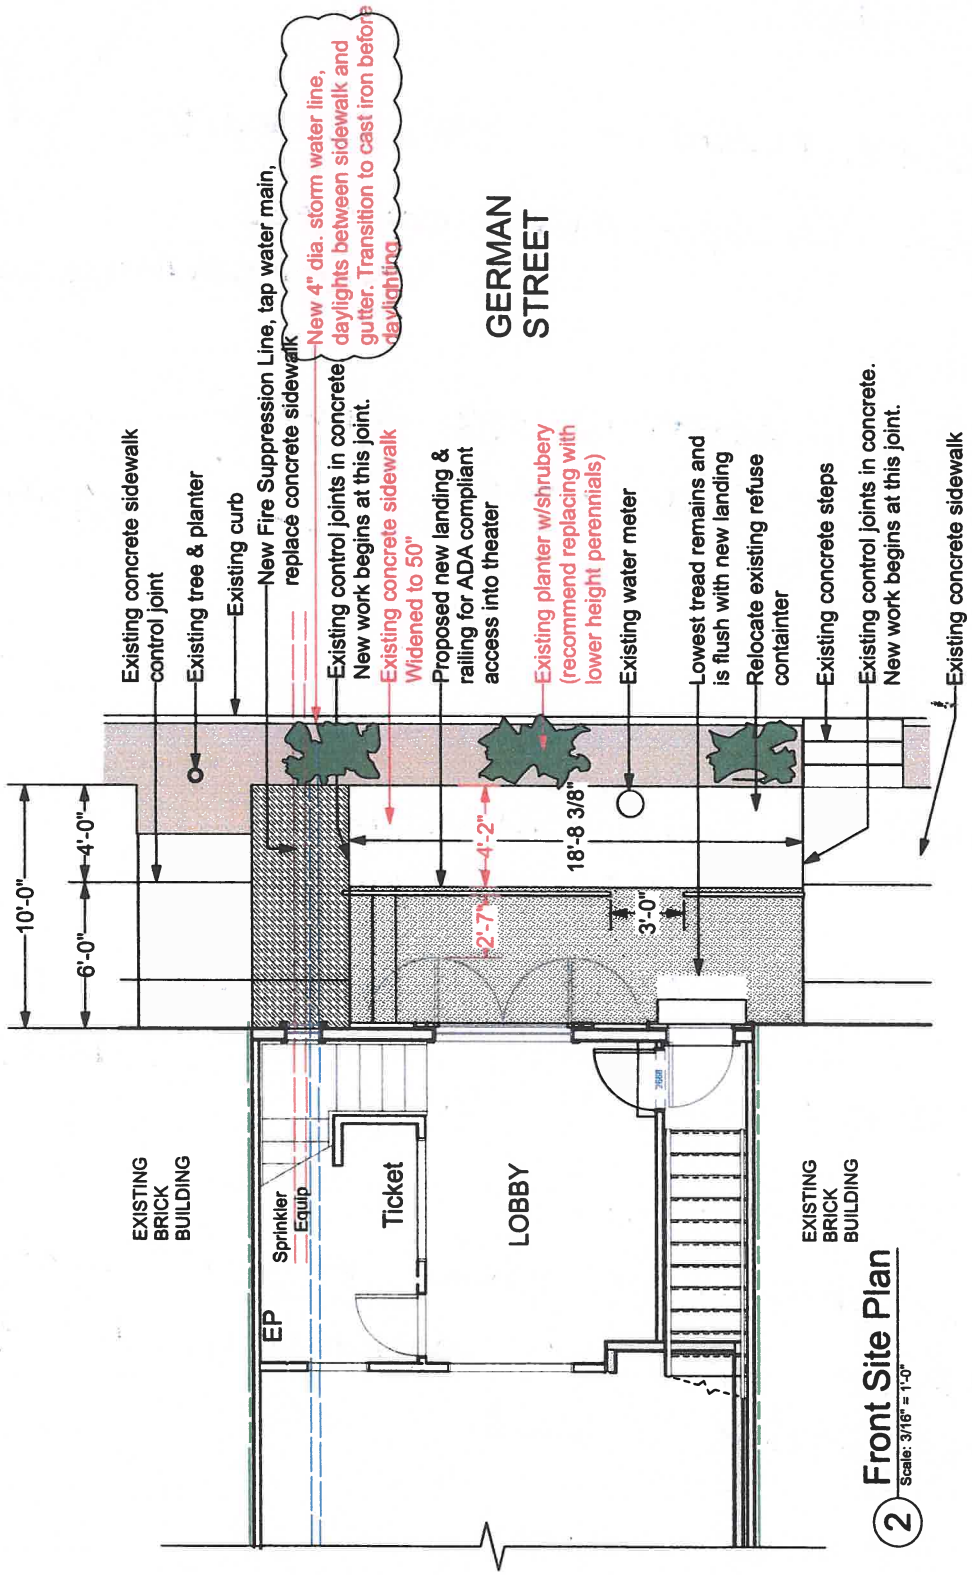 Existing concrete sidewalk
control joint
Existing tree & planter
Existing curb
New Fire Suppression Line, tap water main,
replace concrete sidewalk
New 4" dia. storm water line,
daylights between sidewalk and
gutter. Transition to cast iron before
daylighting.
Existing control joints in concrete.
New work begins at this joint.
Existing concrete sidewalk
Widened to 50"
Proposed new landing &
railing for ADA compliant
access into theater
Existing planter w/shrubery
(recommend replacing with
lower height perennials)
Existing water meter
Lowest tread remains and
is flush with new landing
Relocate existing refuse
containter
Existing concrete steps
Existing control joints in concrete.
New work begins at this joint.
Existing concrete sidewalk
GERMAN
STREET
10'-0"
4'-0"
6'-0"
4'-2"
2'-7"
18'-8 3/8"
3'-0"
2668
EXISTING
BRICK
BUILDING
Sprinkler
Equip
EP
Ticket
LOBBY
EXISTING
BRICK
BUILDING
2
Front Site Plan
Scale: 3/16" = 1'-0"